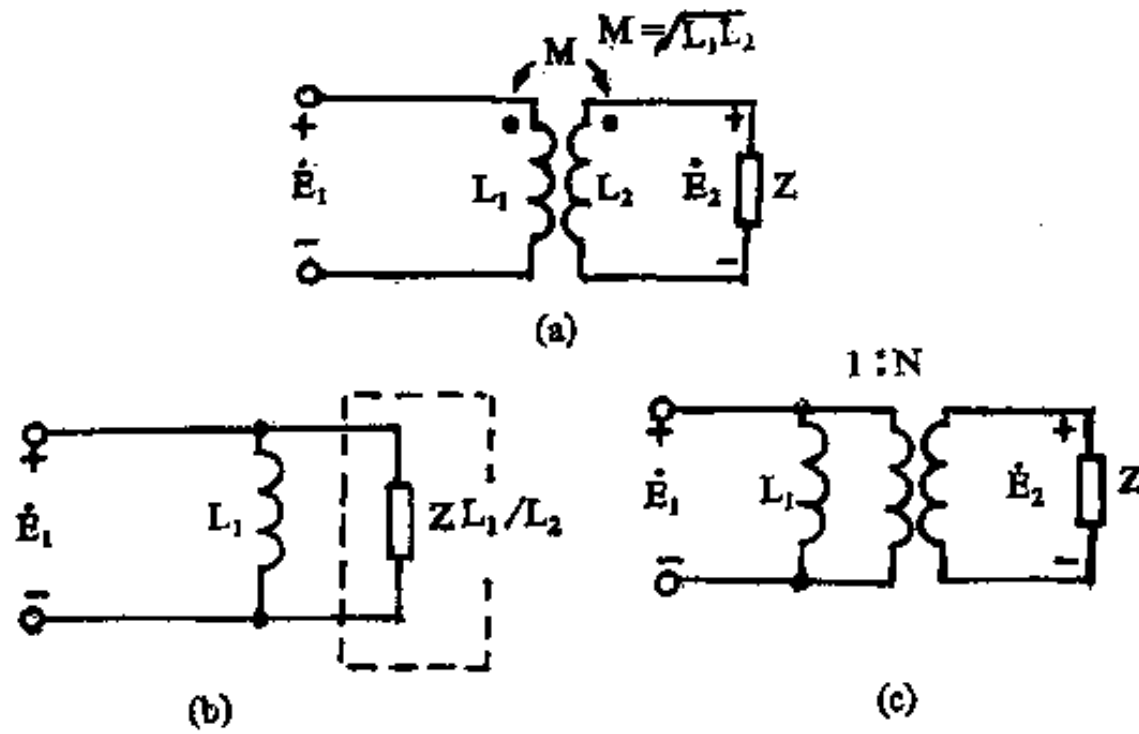 M M=√L₁L₂
+ +
Ė₁ L₁ L₂ Ė₂ Z
− −
(a)
1:N
+ + +
Ė₁ L₁ Z L₁/L₂ Ė₁ L₁ Ė₂ Z
− − −
(b) (c)